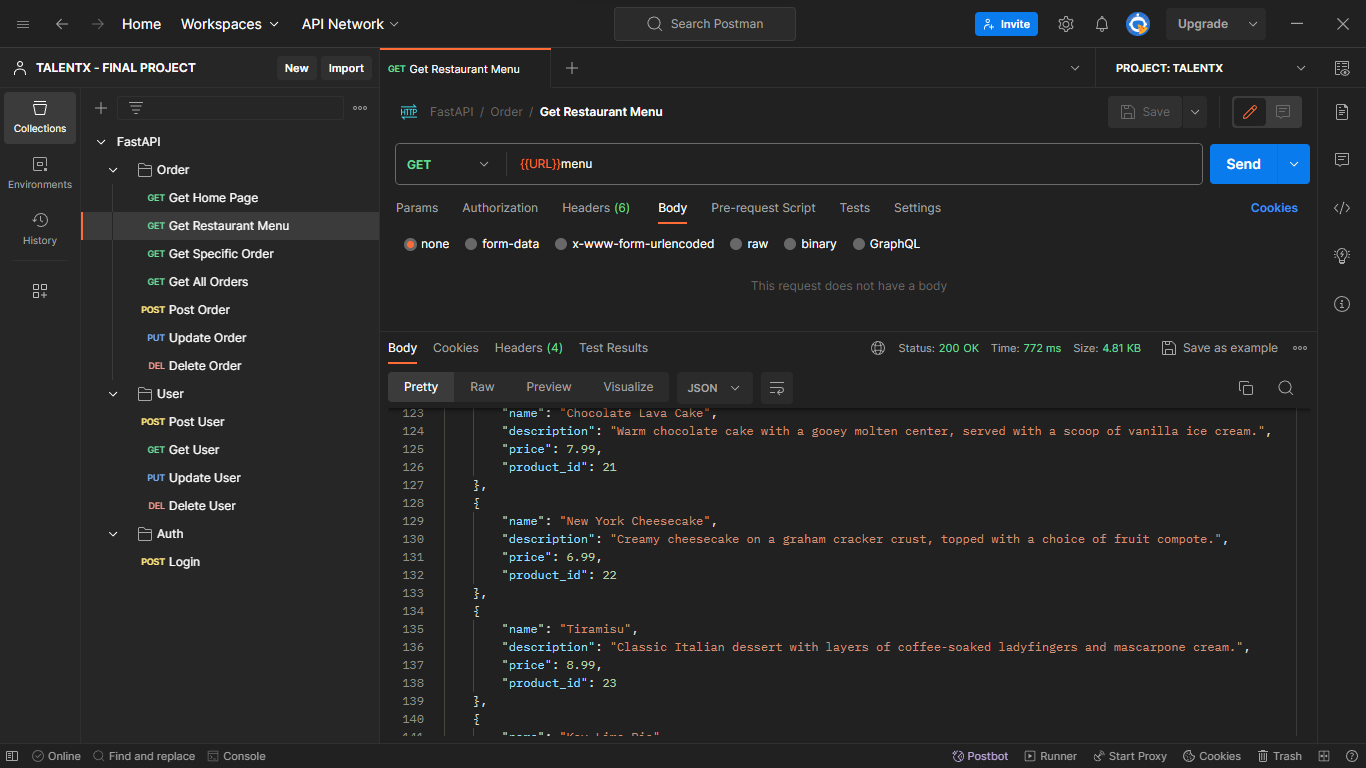 Home Workspaces API Network Search Postman Invite Upgrade
TALENTX - FINAL PROJECT New Import GET Get Restaurant Menu PROJECT: TALENTX
Collections
Environments
History
FastAPI
Order
GET Get Home Page
GET Get Restaurant Menu
GET Get Specific Order
GET Get All Orders
POST Post Order
PUT Update Order
DEL Delete Order
User
POST Post User
GET Get User
PUT Update User
DEL Delete User
Auth
POST Login
HTTP FastAPI / Order / Get Restaurant Menu Save
GET {{URL}}menu Send
Params Authorization Headers (6) Body Pre-request Script Tests Settings Cookies
none form-data x-www-form-urlencoded raw binary GraphQL
This request does not have a body
Body Cookies Headers (4) Test Results Status: 200 OK Time: 772 ms Size: 4.81 KB Save as example
Pretty Raw Preview Visualize JSON
123 "name": "Chocolate Lava Cake",
124 "description": "Warm chocolate cake with a gooey molten center, served with a scoop of vanilla ice cream.",
125 "price": 7.99,
126 "product_id": 21
127 },
128 {
129 "name": "New York Cheesecake",
130 "description": "Creamy cheesecake on a graham cracker crust, topped with a choice of fruit compote.",
131 "price": 6.99,
132 "product_id": 22
133 },
134 {
135 "name": "Tiramisu",
136 "description": "Classic Italian dessert with layers of coffee-soaked ladyfingers and mascarpone cream.",
137 "price": 8.99,
138 "product_id": 23
139 },
140 {
141 "name": "Key Lime Pie"
Online Find and replace Console Postbot Runner Start Proxy Cookies Trash